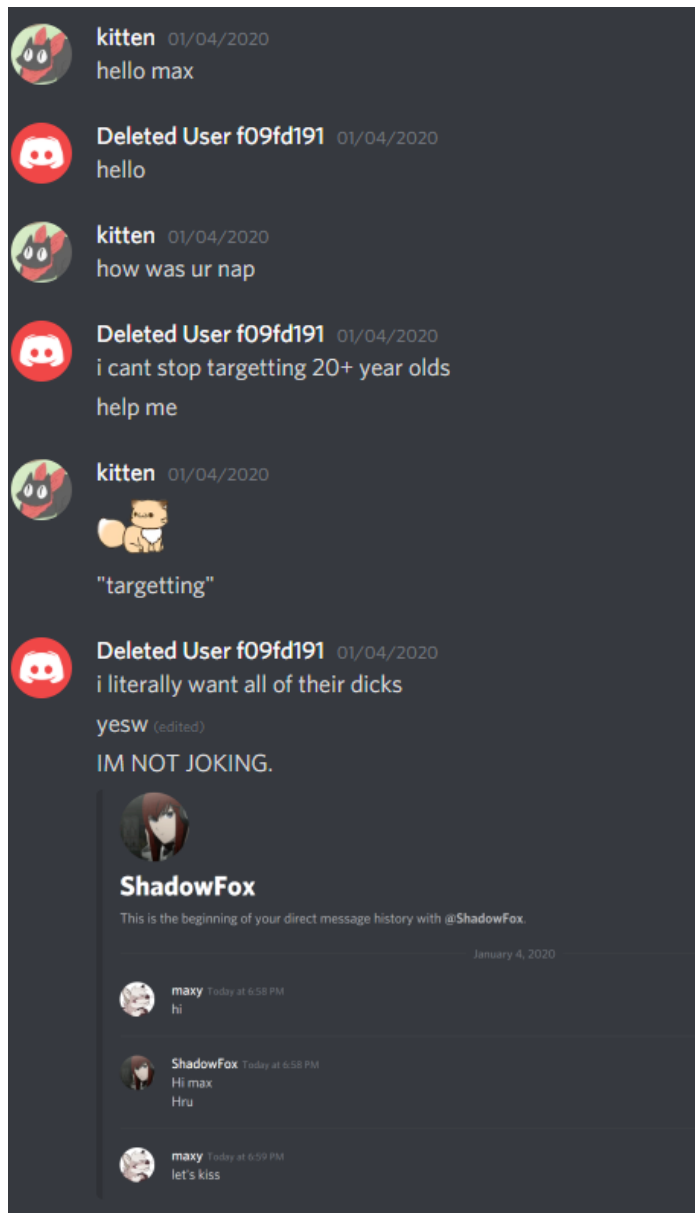 kitten 01/04/2020
hello max
Deleted User f09fd191 01/04/2020
hello
kitten 01/04/2020
how was ur nap
Deleted User f09fd191 01/04/2020
i cant stop targetting 20+ year olds
help me
kitten 01/04/2020
"targetting"
Deleted User f09fd191 01/04/2020
i literally want all of their dicks
yesw (edited)
IM NOT JOKING.
ShadowFox
This is the beginning of your direct message history with @ShadowFox.
January 4, 2020
maxy Today at 6:58 PM
hi
ShadowFox Today at 6:58 PM
Hi max
Hru
maxy Today at 6:59 PM
let's kiss